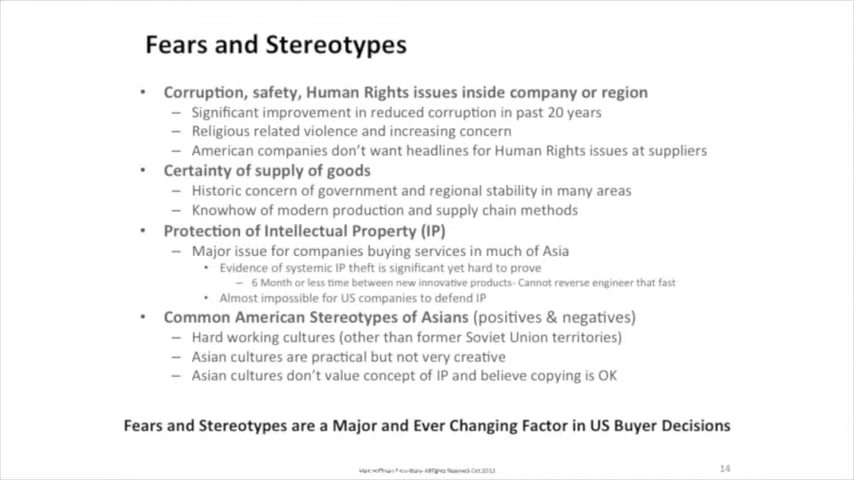 Fears and Stereotypes
• Corruption, safety, Human Rights issues inside company or region
– Significant improvement in reduced corruption in past 20 years
– Religious related violence and increasing concern
– American companies don't want headlines for Human Rights issues at suppliers
• Certainty of supply of goods
– Historic concern of government and regional stability in many areas
– Knowhow of modern production and supply chain methods
• Protection of Intellectual Property (IP)
– Major issue for companies buying services in much of Asia
• Evidence of systemic IP theft is significant yet hard to prove
– 6 Month or less time between new innovative products- Cannot reverse engineer that fast
• Almost impossible for US companies to defend IP
• Common American Stereotypes of Asians (positives & negatives)
– Hard working cultures (other than former Soviet Union territories)
– Asian cultures are practical but not very creative
– Asian cultures don't value concept of IP and believe copying is OK
Fears and Stereotypes are a Major and Ever Changing Factor in US Buyer Decisions
All Rights Reserved- Oct 2013
14